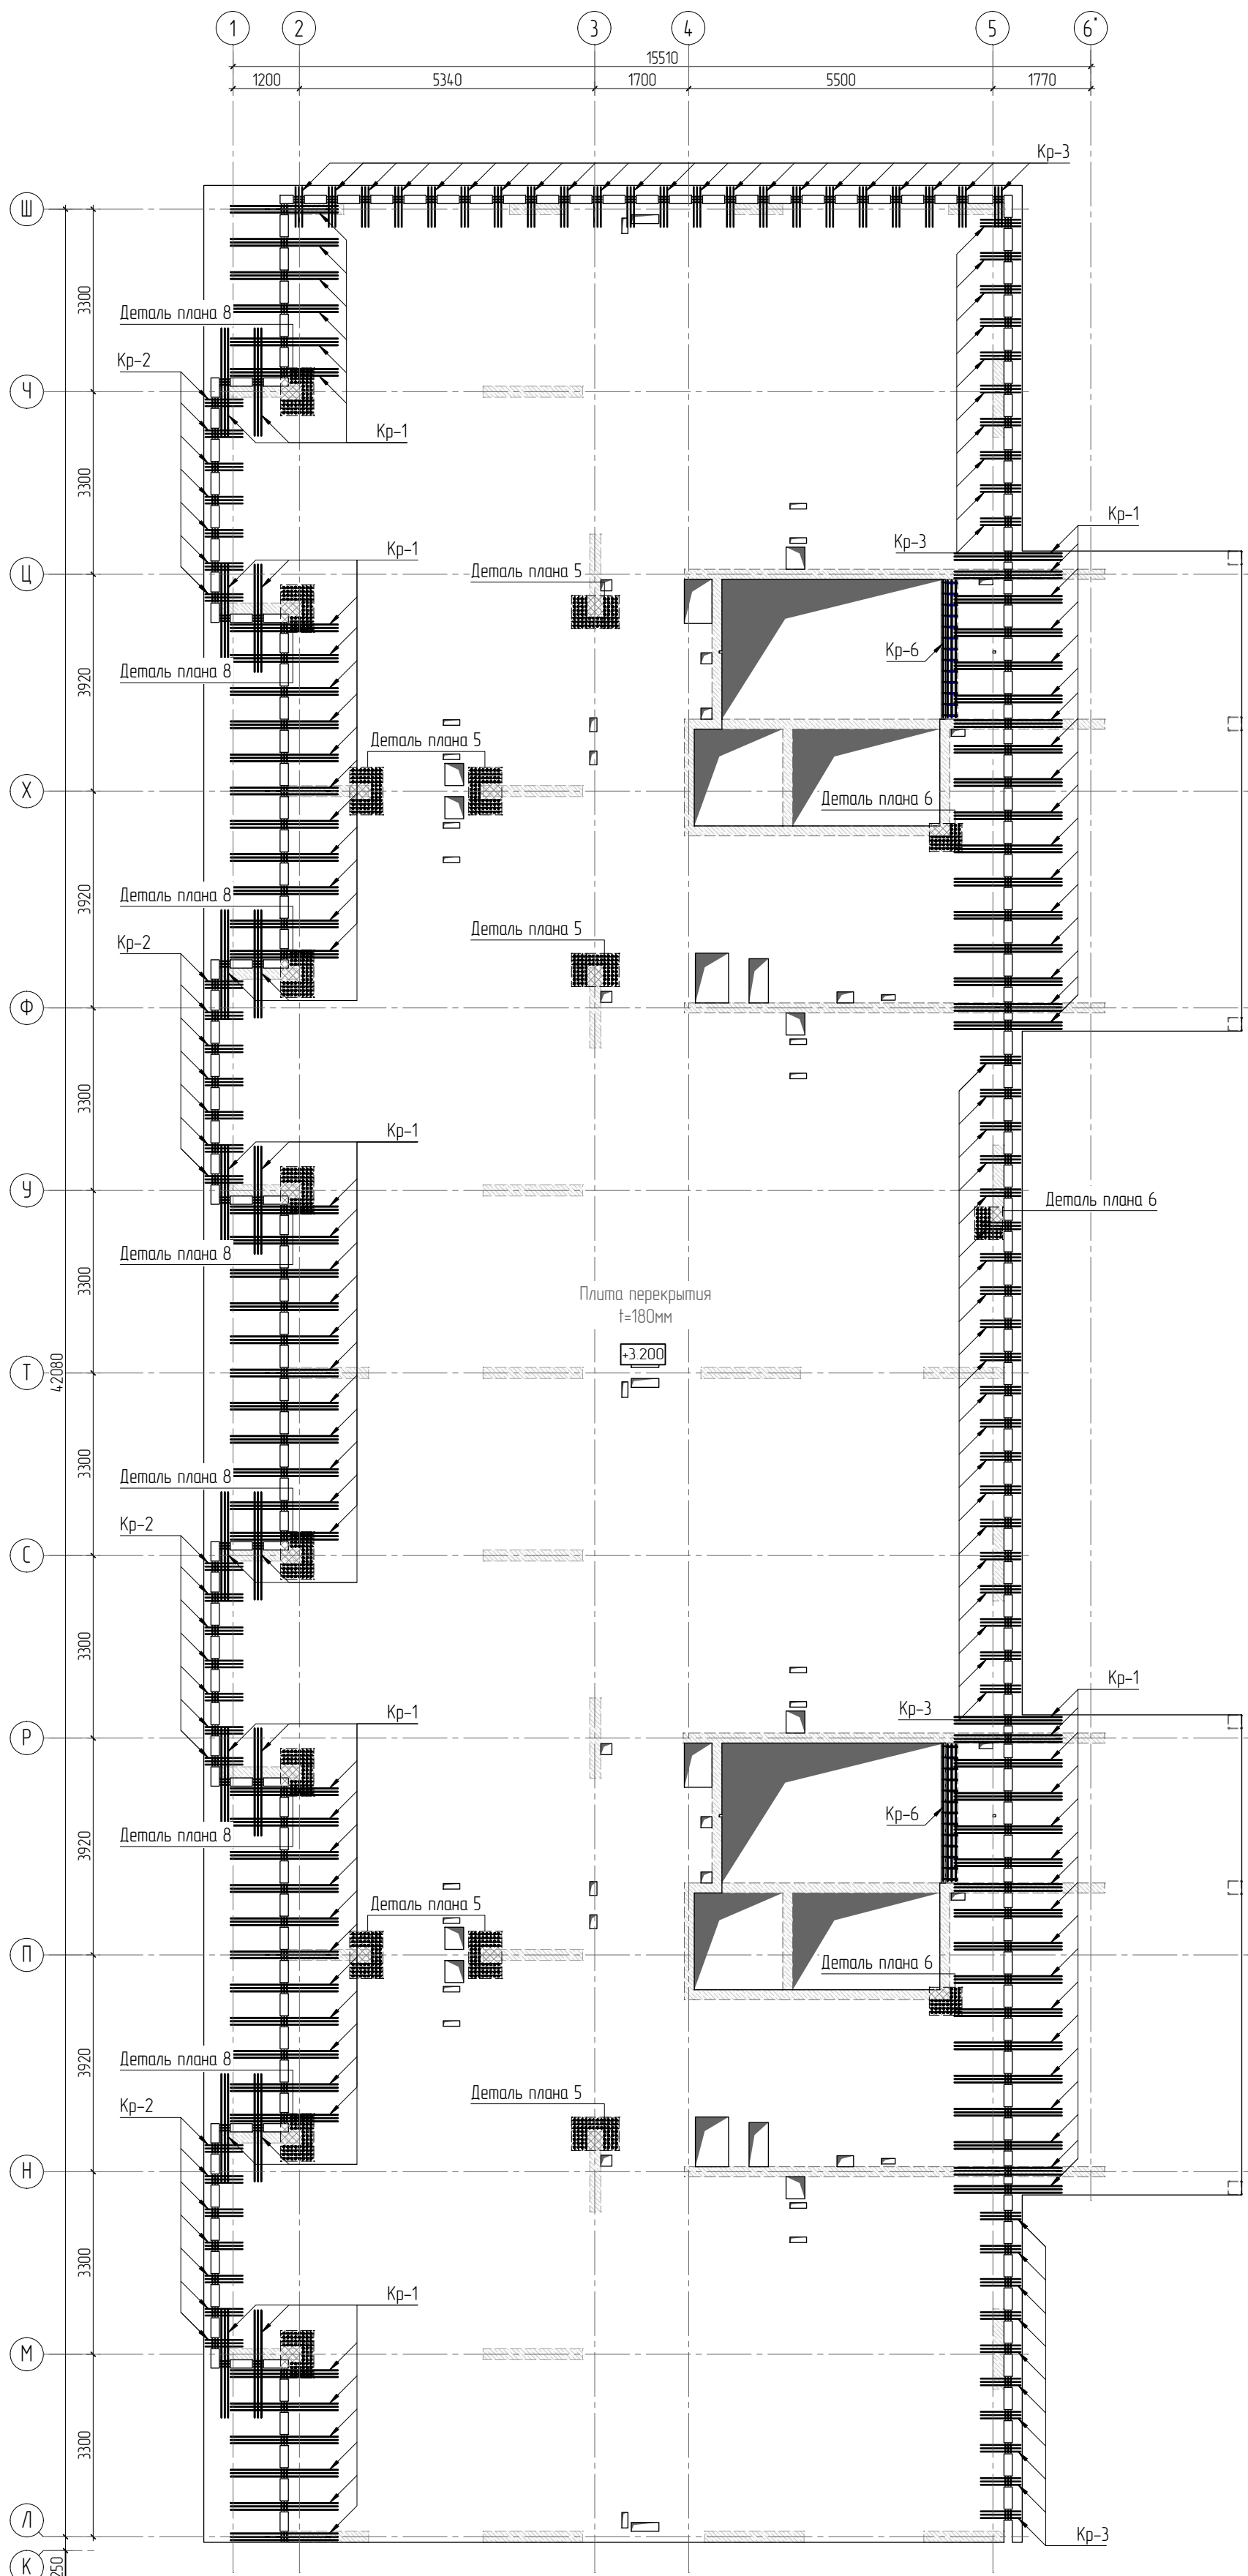 1
2
3
4
5
6*
15510
1200
5340
1700
5500
1770
Кр-3
Ш
3300
Деталь плана 8
Кр-2
Ч
Кр-1
3300
Кр-1
Кр-3
Кр-1
Ц
Деталь плана 5
Кр-6
Деталь плана 8
3920
Деталь плана 5
Х
Деталь плана 6
3920
Деталь плана 8
Кр-2
Деталь плана 5
Ф
3300
Кр-1
У
Деталь плана 6
Деталь плана 8
3300
Плита перекрытия
t=180мм
+3.200
Т
42080
3300
Деталь плана 8
Кр-2
С
3300
Кр-1
Кр-3
Кр-1
Р
Кр-6
Деталь плана 8
3920
Деталь плана 5
П
Деталь плана 6
3920
Деталь плана 8
Кр-2
Деталь плана 5
Н
3300
Кр-1
М
3300
Л
Кр-3
К
250